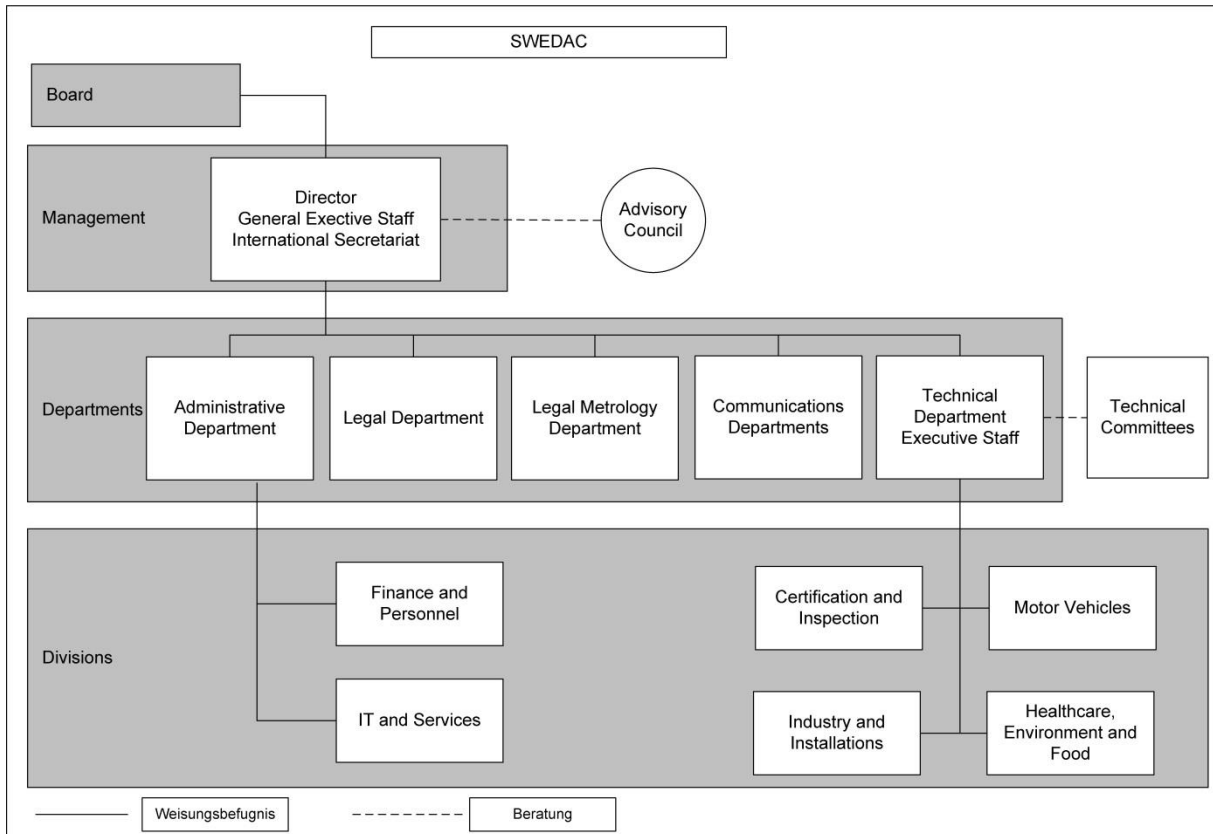 SWEDAC
Board
Management
Director
General Exective Staff
International Secretariat
Advisory
Council
Departments
Administrative
Department
Legal Department
Legal Metrology
Department
Communications
Departments
Technical
Department
Executive Staff
Technical
Committees
Divisions
Finance and
Personnel
IT and Services
Certification and
Inspection
Motor Vehicles
Industry and
Installations
Healthcare,
Environment and
Food
Weisungsbefugnis
Beratung